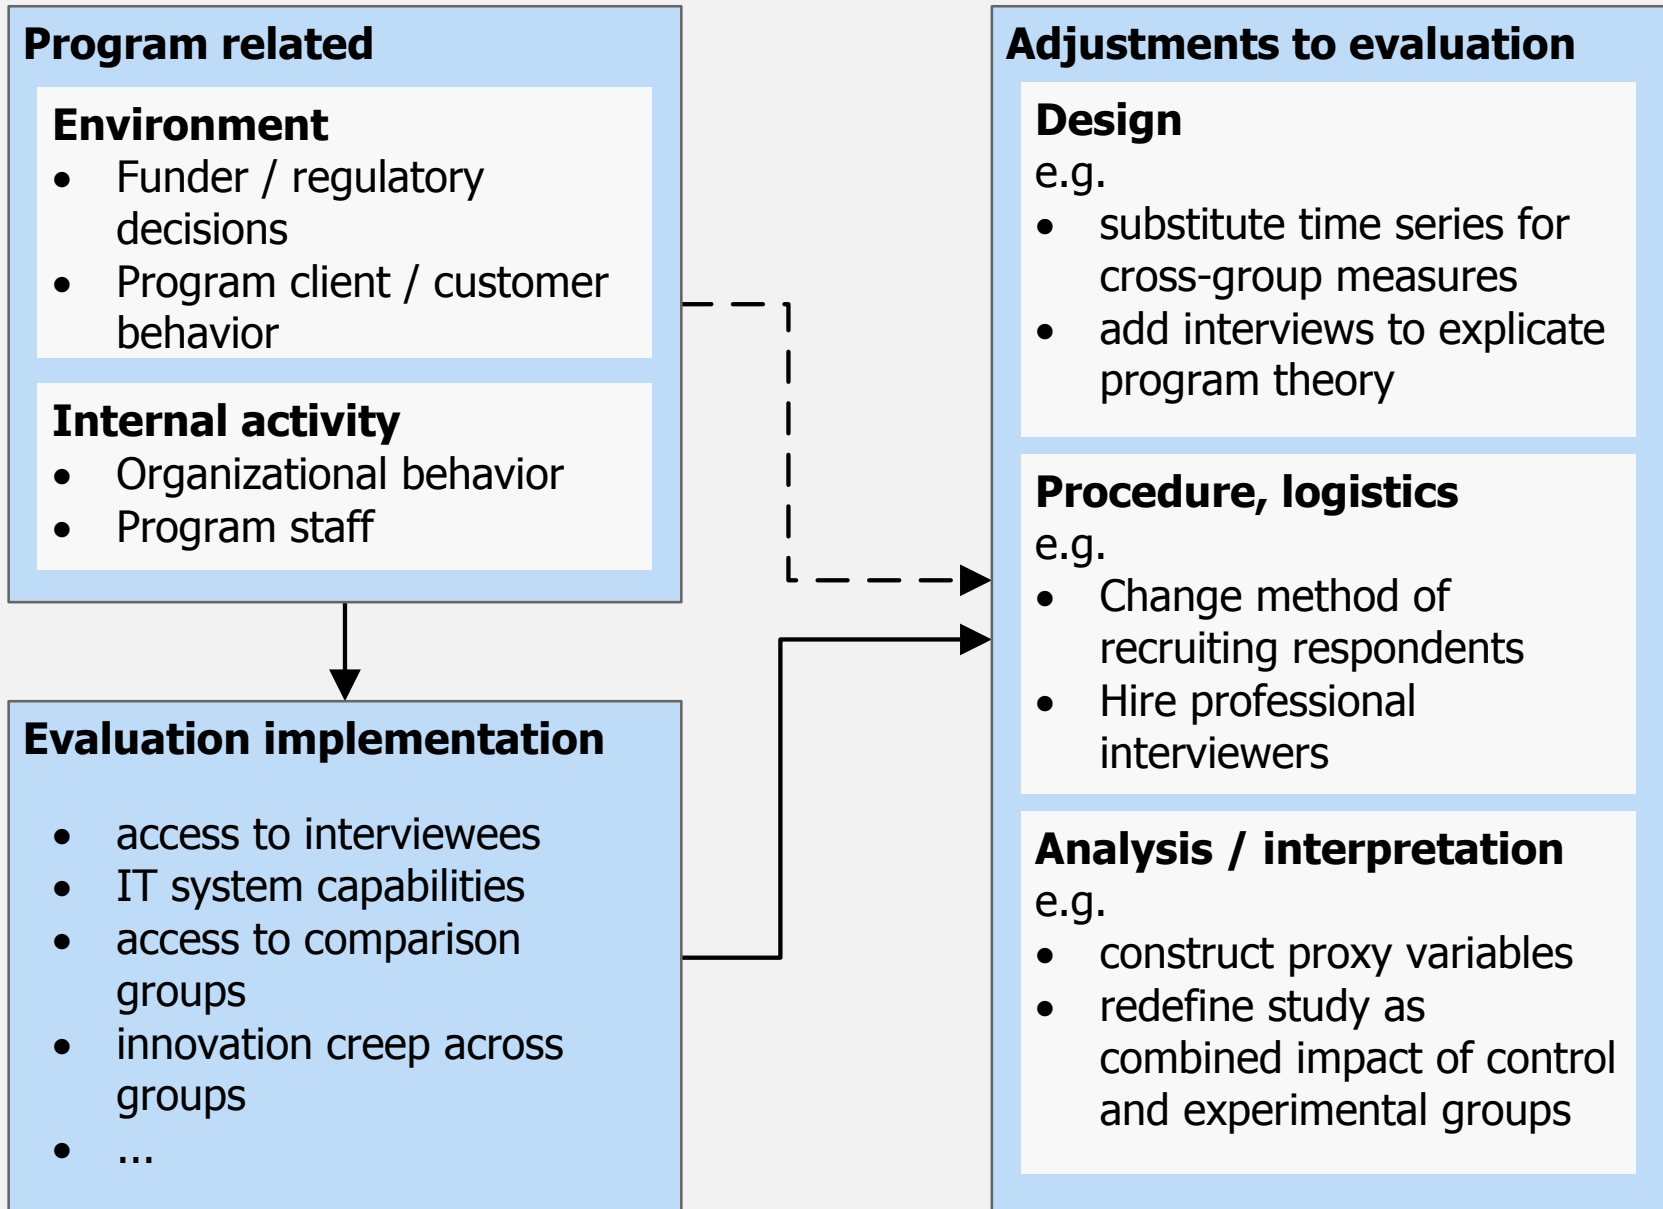 Program related
Environment
• Funder / regulatory
decisions
• Program client / customer
behavior
Internal activity
• Organizational behavior
• Program staff
Evaluation implementation
• access to interviewees
• IT system capabilities
• access to comparison
groups
• innovation creep across
groups
• ...
Adjustments to evaluation
Design
e.g.
• substitute time series for
cross-group measures
• add interviews to explicate
program theory
Procedure, logistics
e.g.
• Change method of
recruiting respondents
• Hire professional
interviewers
Analysis / interpretation
e.g.
• construct proxy variables
• redefine study as
combined impact of control
and experimental groups